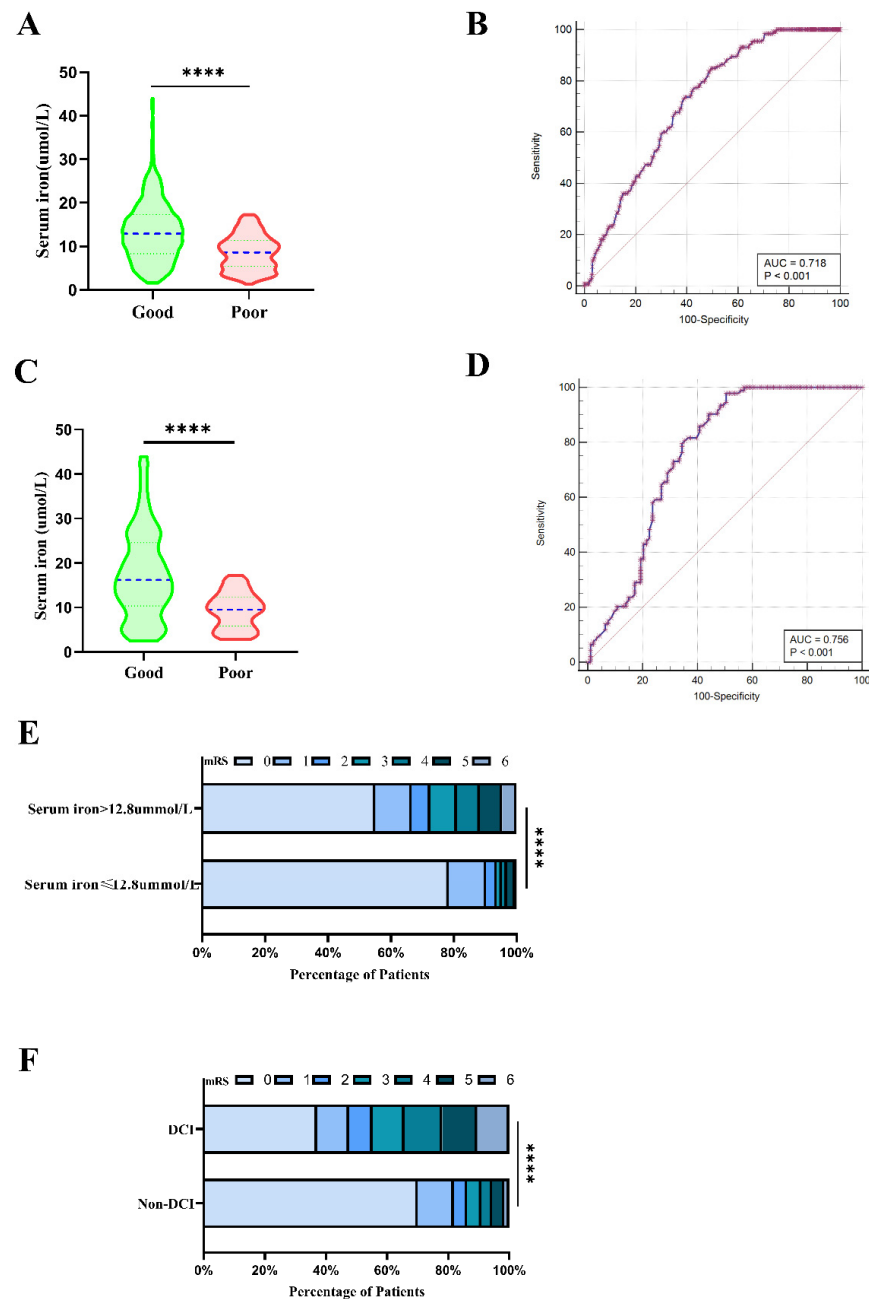 A
Serum iron(umol/L)
50
40
30
20
10
0
****
Good Poor
B
Sensitivity
100
80
60
40
20
0
0 20 40 60 80 100
100-Specificity
AUC = 0.718
P < 0.001
C
Serum iron (umol/L)
50
40
30
20
10
0
****
Good Poor
D
Sensitivity
100
80
60
40
20
0
0 20 40 60 80 100
100-Specificity
AUC = 0.756
P < 0.001
E
mRS 0 1 2 3 4 5 6
Serum iron>12.8ummol/L
Serum iron≤12.8ummol/L
****
0% 20% 40% 60% 80% 100%
Percentage of Patients
F
mRS 0 1 2 3 4 5 6
DCI
Non-DCI
****
0% 20% 40% 60% 80% 100%
Percentage of Patients